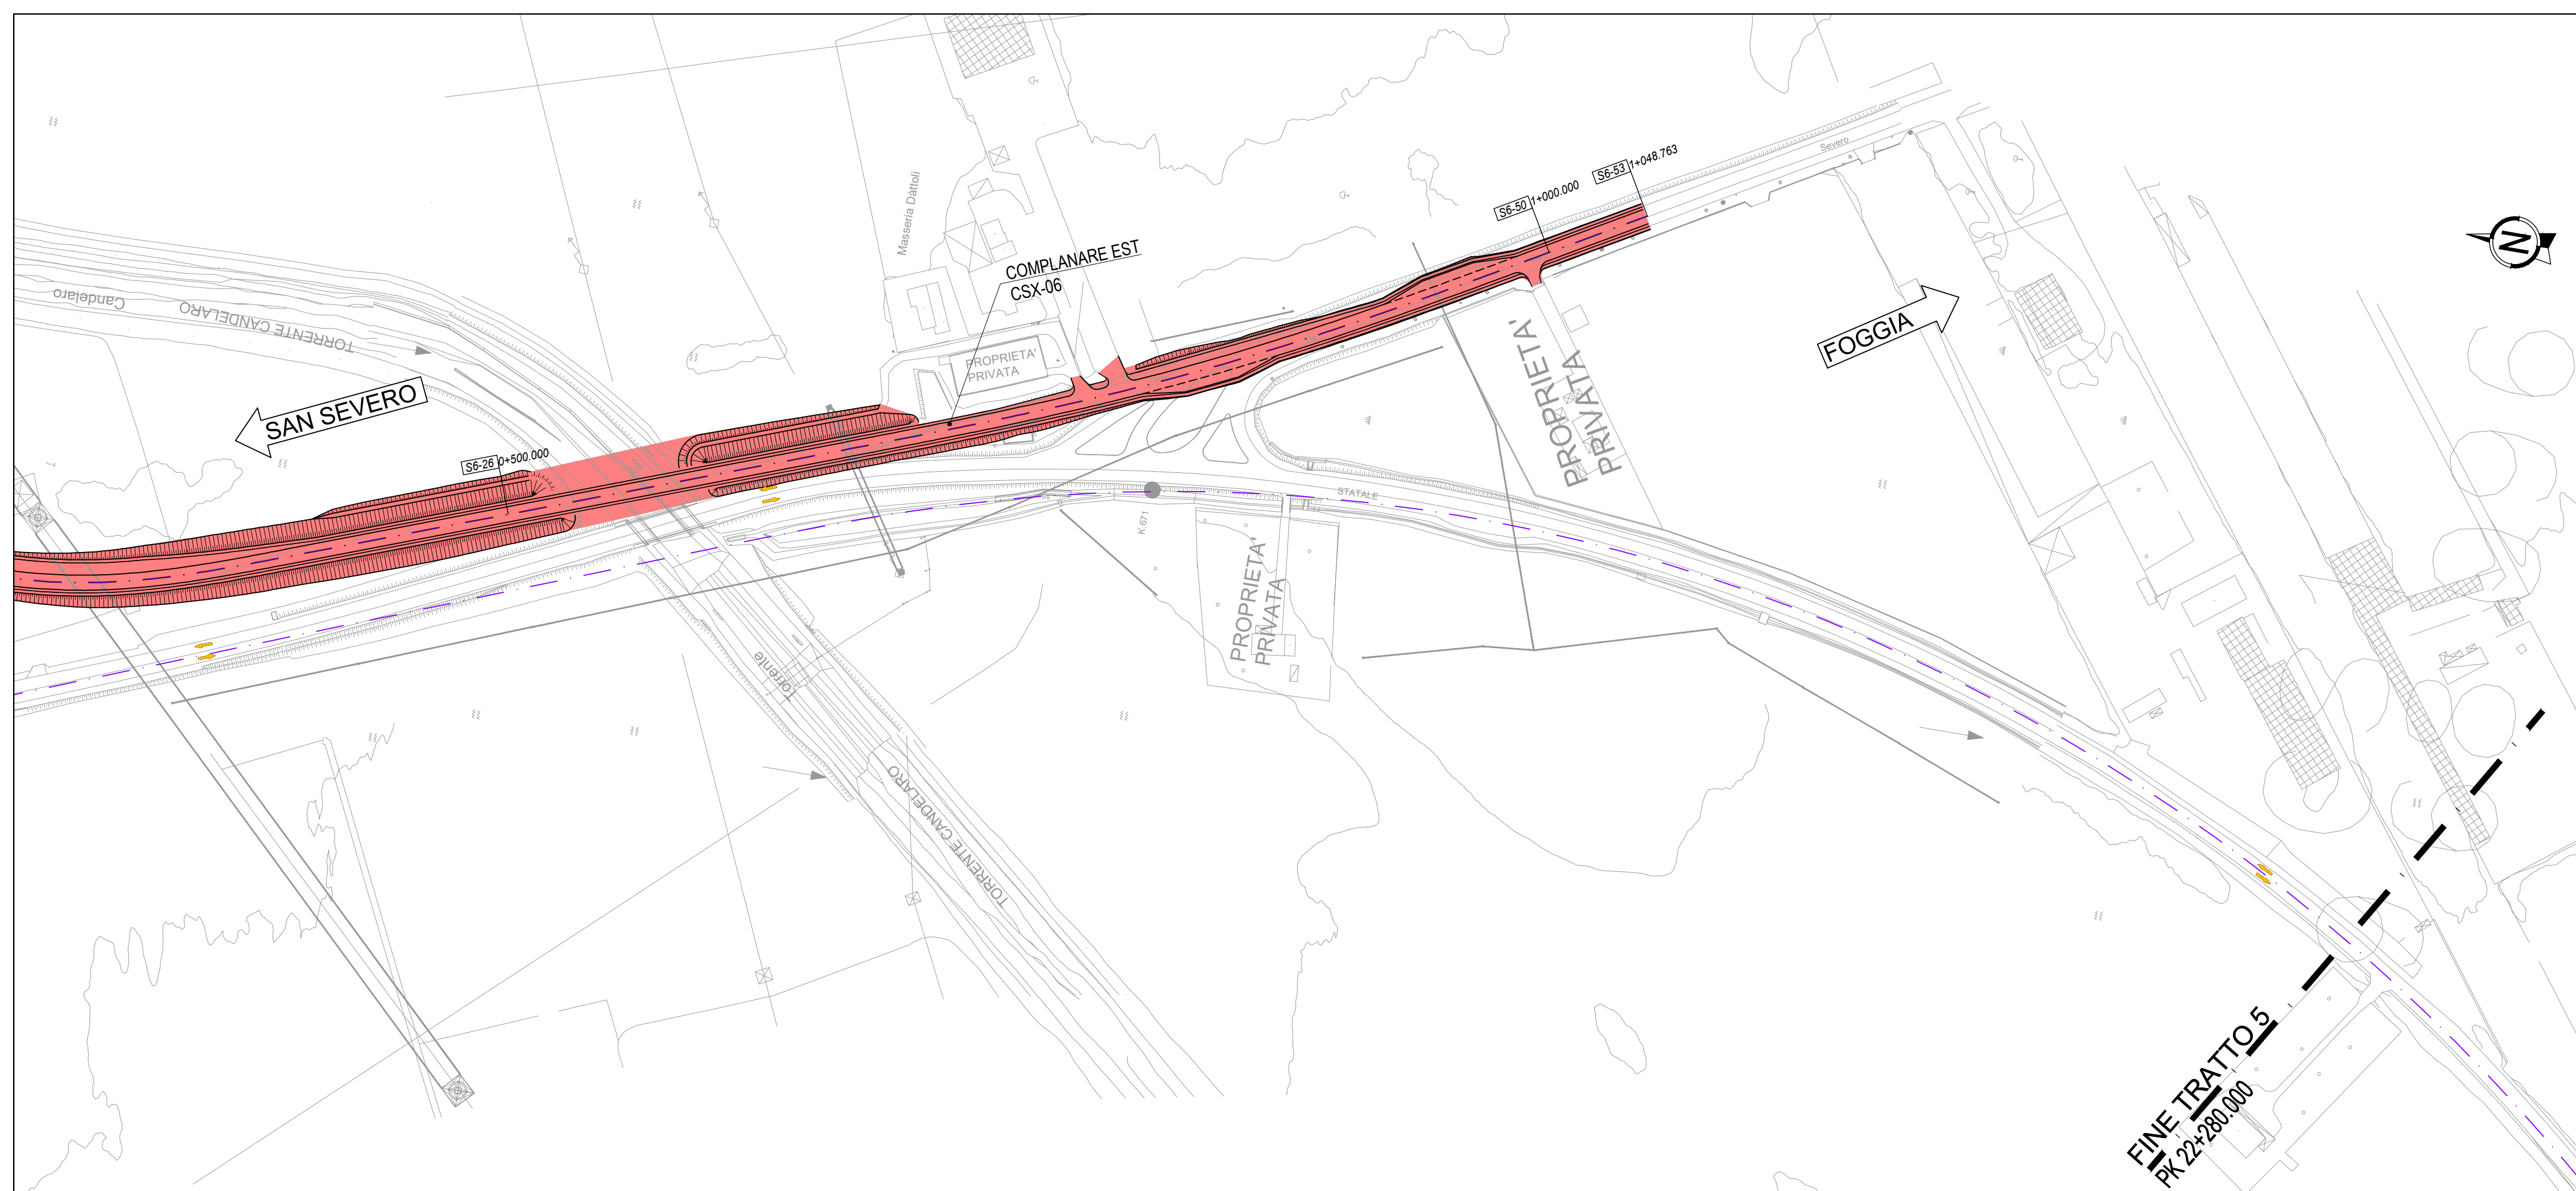 Severo
S6-53 1+048.763
S6-50 1+000.000
Masseria Dàttoli
COMPLANARE EST
CSX-06
N
Candelaro
TORRENTE CANDELARO
FOGGIA
PROPRIETA'
PRIVATA
PROPRIETA'
PRIVATA
SAN SEVERO
S6-26 0+500.000
STATALE
K.671
PROPRIETA'
PRIVATA
Torrente
TORRENTE CANDELARO
FINE TRATTO 5
PK 22+280.000